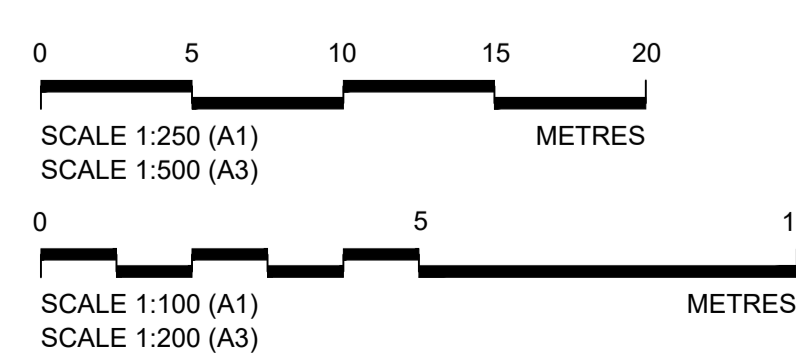 0 5 10 15 20
SCALE 1:250 (A1) METRES
SCALE 1:500 (A3)
0 5 1
SCALE 1:100 (A1) METRES
SCALE 1:200 (A3)